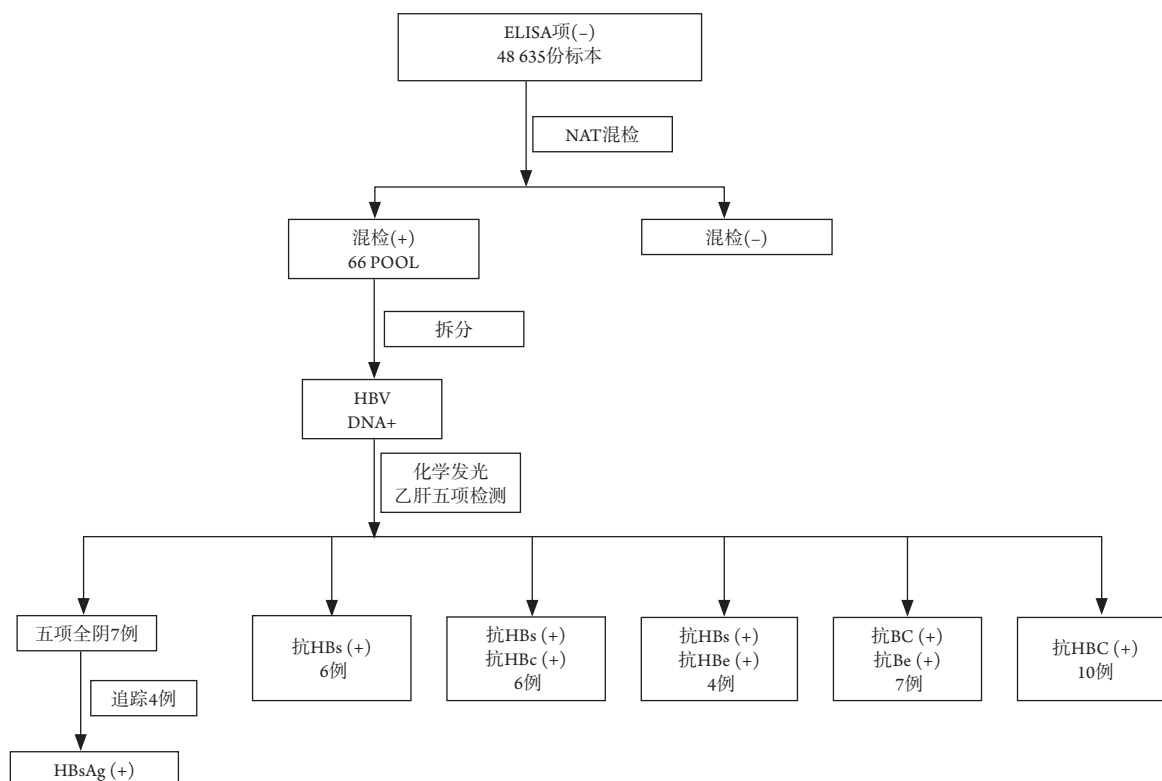 ELISA项(–)
48 635份标本
NAT混检
混检(+)
66 POOL
混检(–)
拆分
HBV
DNA+
化学发光
乙肝五项检测
五项全阴7例
抗HBs (+)
6例
抗HBs (+)
抗HBc (+)
6例
抗HBs (+)
抗HBe (+)
4例
抗BC (+)
抗Be (+)
7例
抗HBC (+)
10例
追踪4例
HBsAg (+)